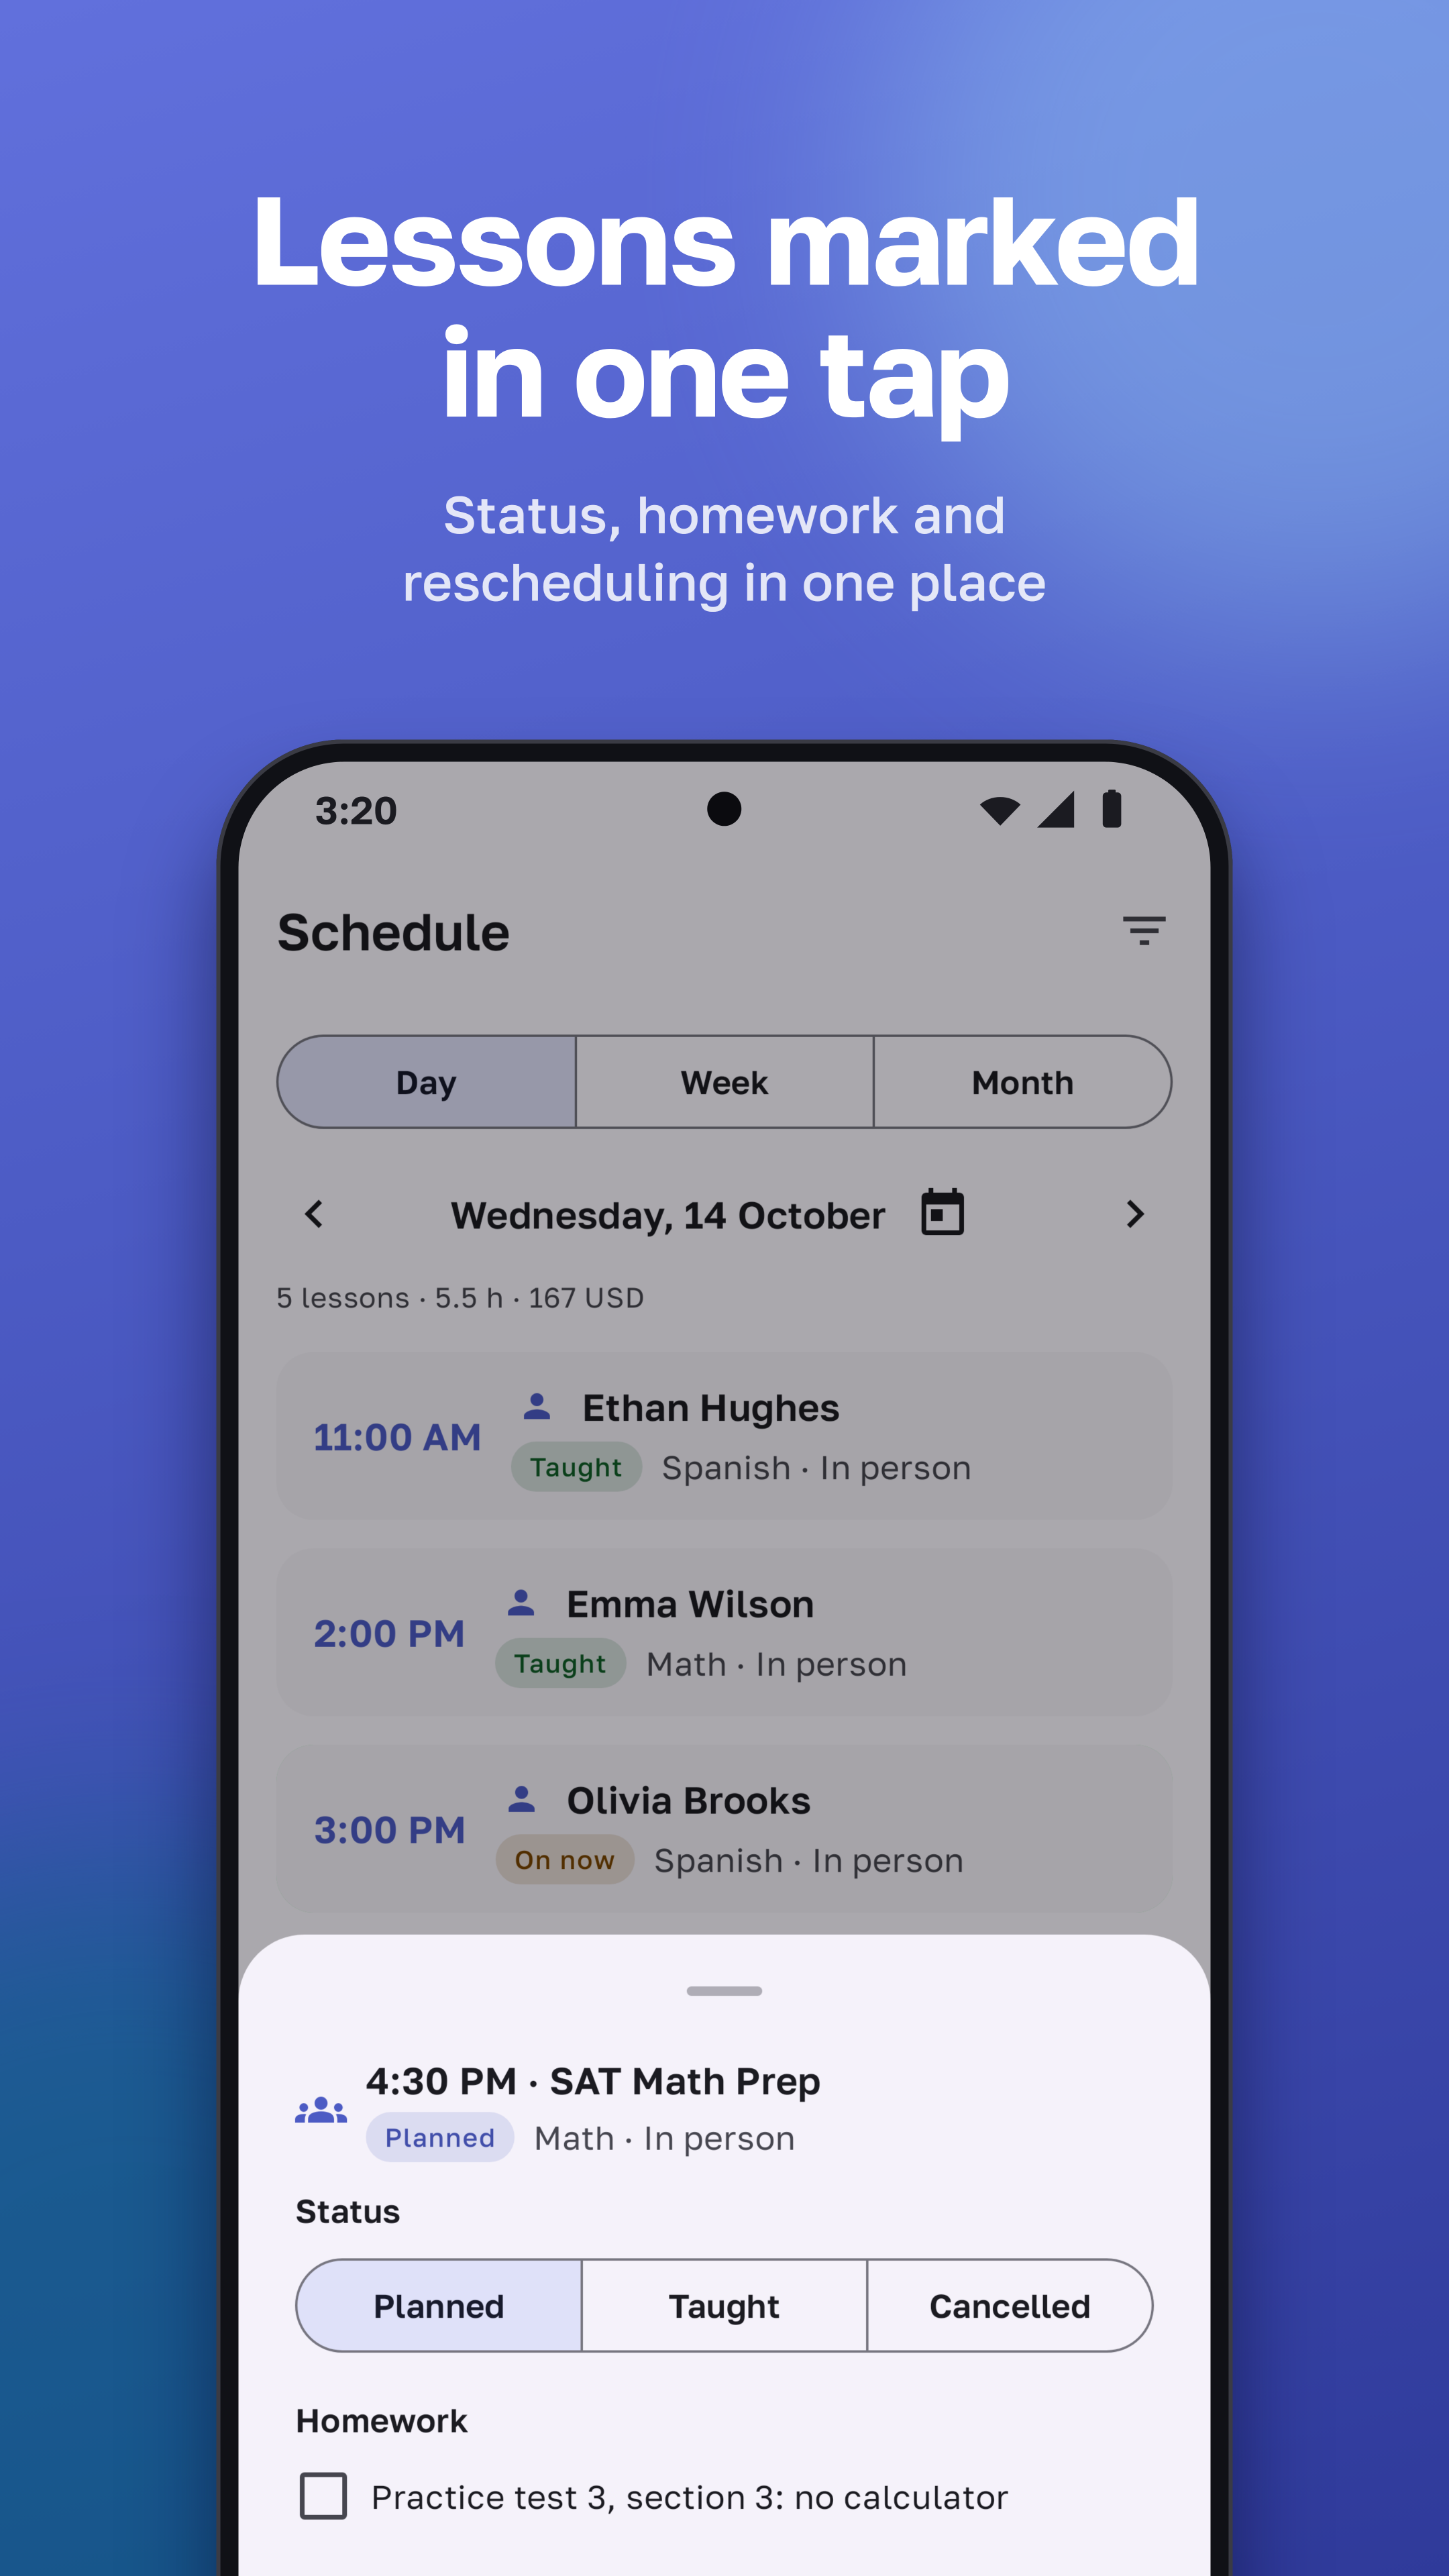 Lessons marked
in one tap
Status, homework and
rescheduling in one place
3:20
Schedule
Day Week Month
Wednesday, 14 October
5 lessons · 5.5 h · 167 USD
Ethan Hughes
11:00 AM
Taught Spanish · In person
Emma Wilson
2:00 PM
Taught Math · In person
Olivia Brooks
3:00 PM
On now Spanish · In person
4:30 PM · SAT Math Prep
Planned Math · In person
Status
Planned Taught Cancelled
Homework
Practice test 3, section 3: no calculator